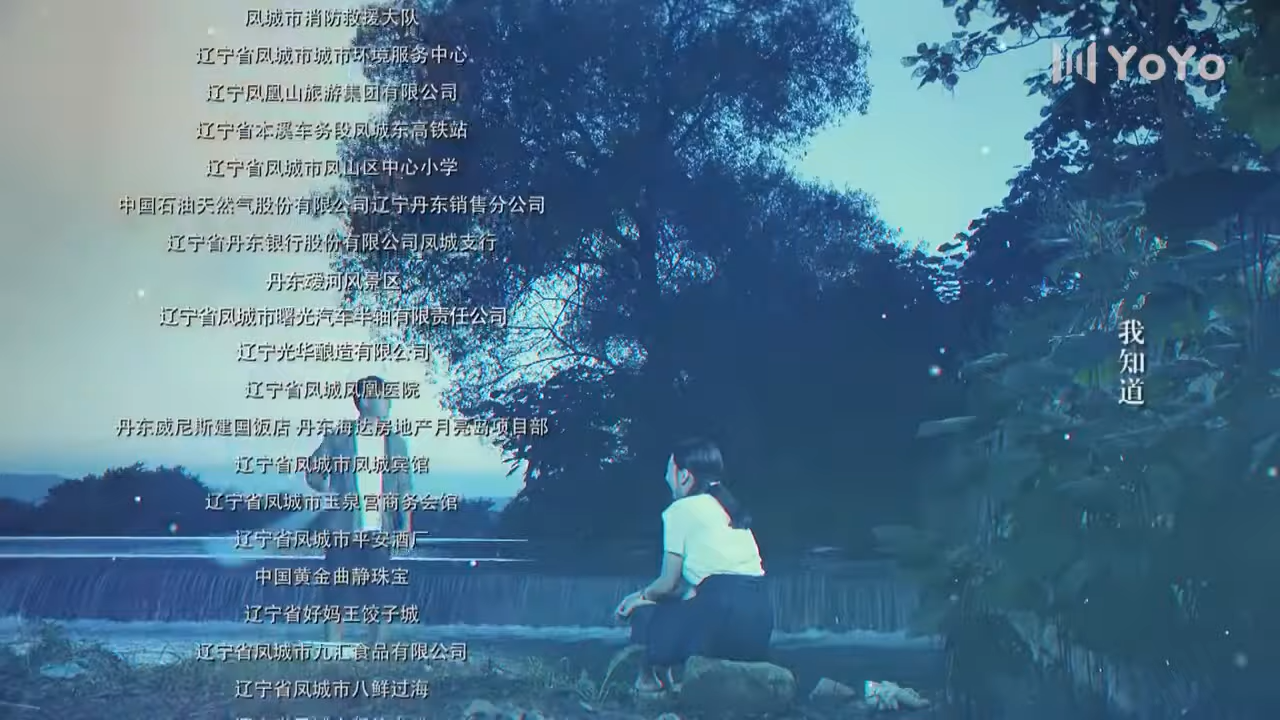 凤城市消防救援大队
辽宁省凤城市城市环境服务中心
辽宁凤凰山旅游集团有限公司
辽宁省本溪车务段凤城东高铁站
辽宁省凤城市凤山区中心小学
中国石油天然气股份有限公司辽宁丹东销售分公司
辽宁省丹东银行股份有限公司凤城支行
丹东叆河风景区
辽宁省凤城市曙光汽车半轴有限责任公司
辽宁光华酿造有限公司
辽宁省凤城凤凰医院
丹东威尼斯建国饭店 丹东海达房地产月亮岛项目部
辽宁省凤城市凤城宾馆
辽宁省凤城市玉泉宫商务会馆
辽宁省凤城市平安酒厂
中国黄金曲静珠宝
辽宁省好妈王饺子城
辽宁省凤城市九汇食品有限公司
辽宁省凤城市八鲜过海
YoYo
我知道